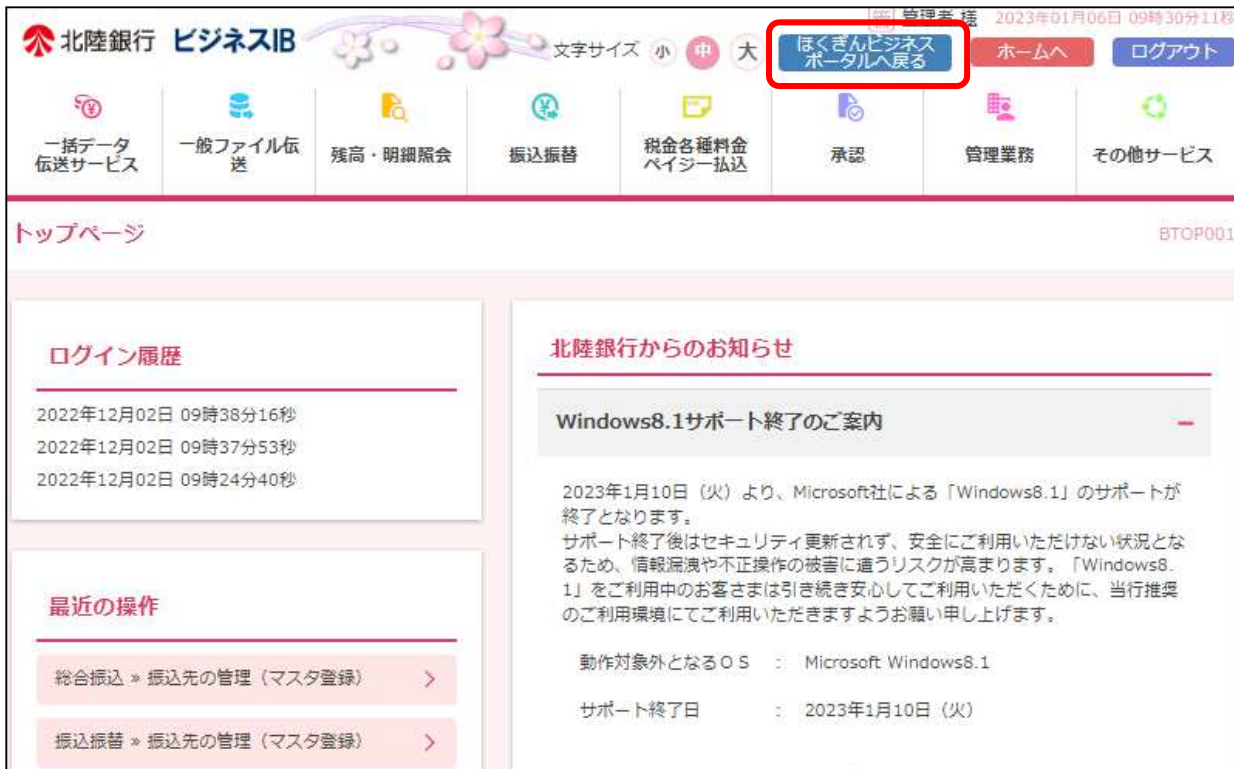 管理者 様 2023年01月06日 09時30分11秒
北陸銀行 ビジネスIB
文字サイズ 小 中 大
ほくぎんビジネス
ポータルへ戻る
ホームへ
ログアウト
一括データ
伝送サービス
一般ファイル伝
送
残高・明細照会
振込振替
税金各種料金
ペイジー払込
承認
管理業務
その他サービス
トップページ
BTOP001
ログイン履歴
2022年12月02日 09時38分16秒
2022年12月02日 09時37分53秒
2022年12月02日 09時24分40秒
最近の操作
総合振込 » 振込先の管理（マスタ登録）
振込振替 » 振込先の管理（マスタ登録）
北陸銀行からのお知らせ
Windows8.1サポート終了のご案内
2023年1月10日（火）より、Microsoft社による「Windows8.1」のサポートが
終了となります。
サポート終了後はセキュリティ更新されず、安全にご利用いただけない状況とな
るため、情報漏洩や不正操作の被害に遭うリスクが高まります。「Windows8.
1」をご利用中のお客さまは引き続き安心してご利用いただくために、当行推奨
のご利用環境にてご利用いただきますようお願い申し上げます。
動作対象外となるＯＳ ： Microsoft Windows8.1
サポート終了日 ： 2023年1月10日（火）